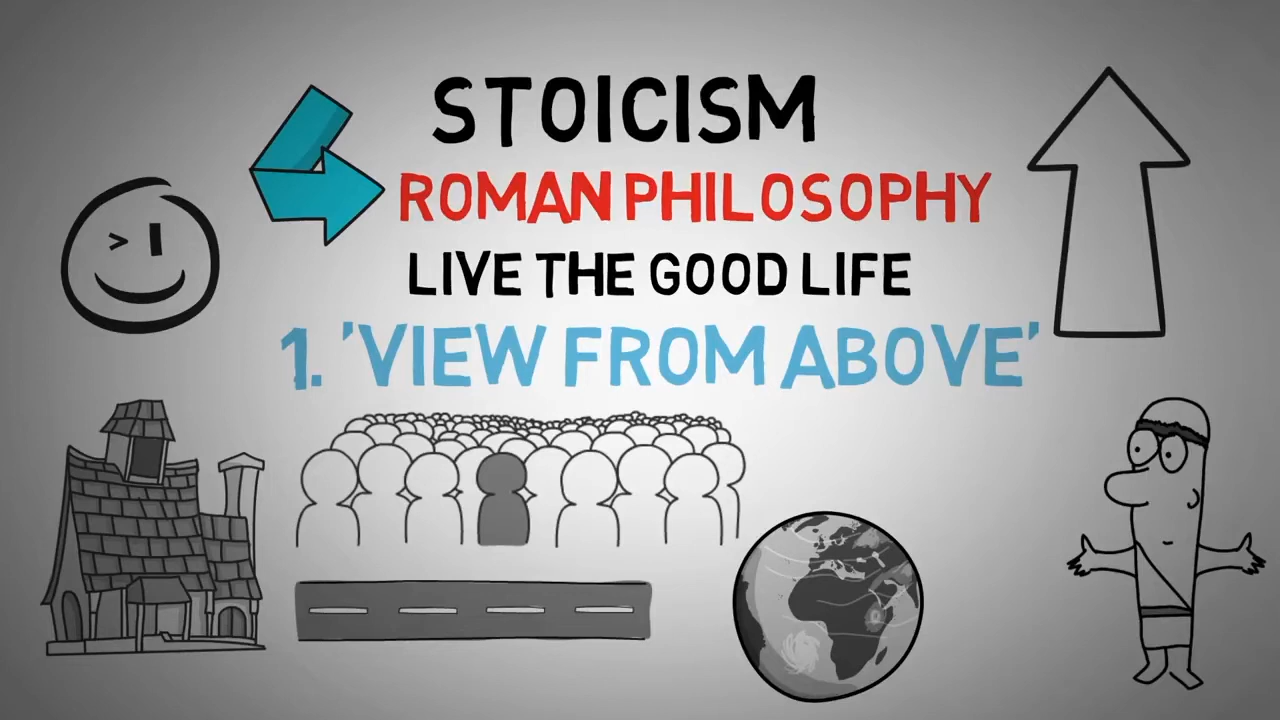 STOICISM
ROMAN PHILOSOPHY
LIVE THE GOOD LIFE
1. 'VIEW FROM ABOVE'